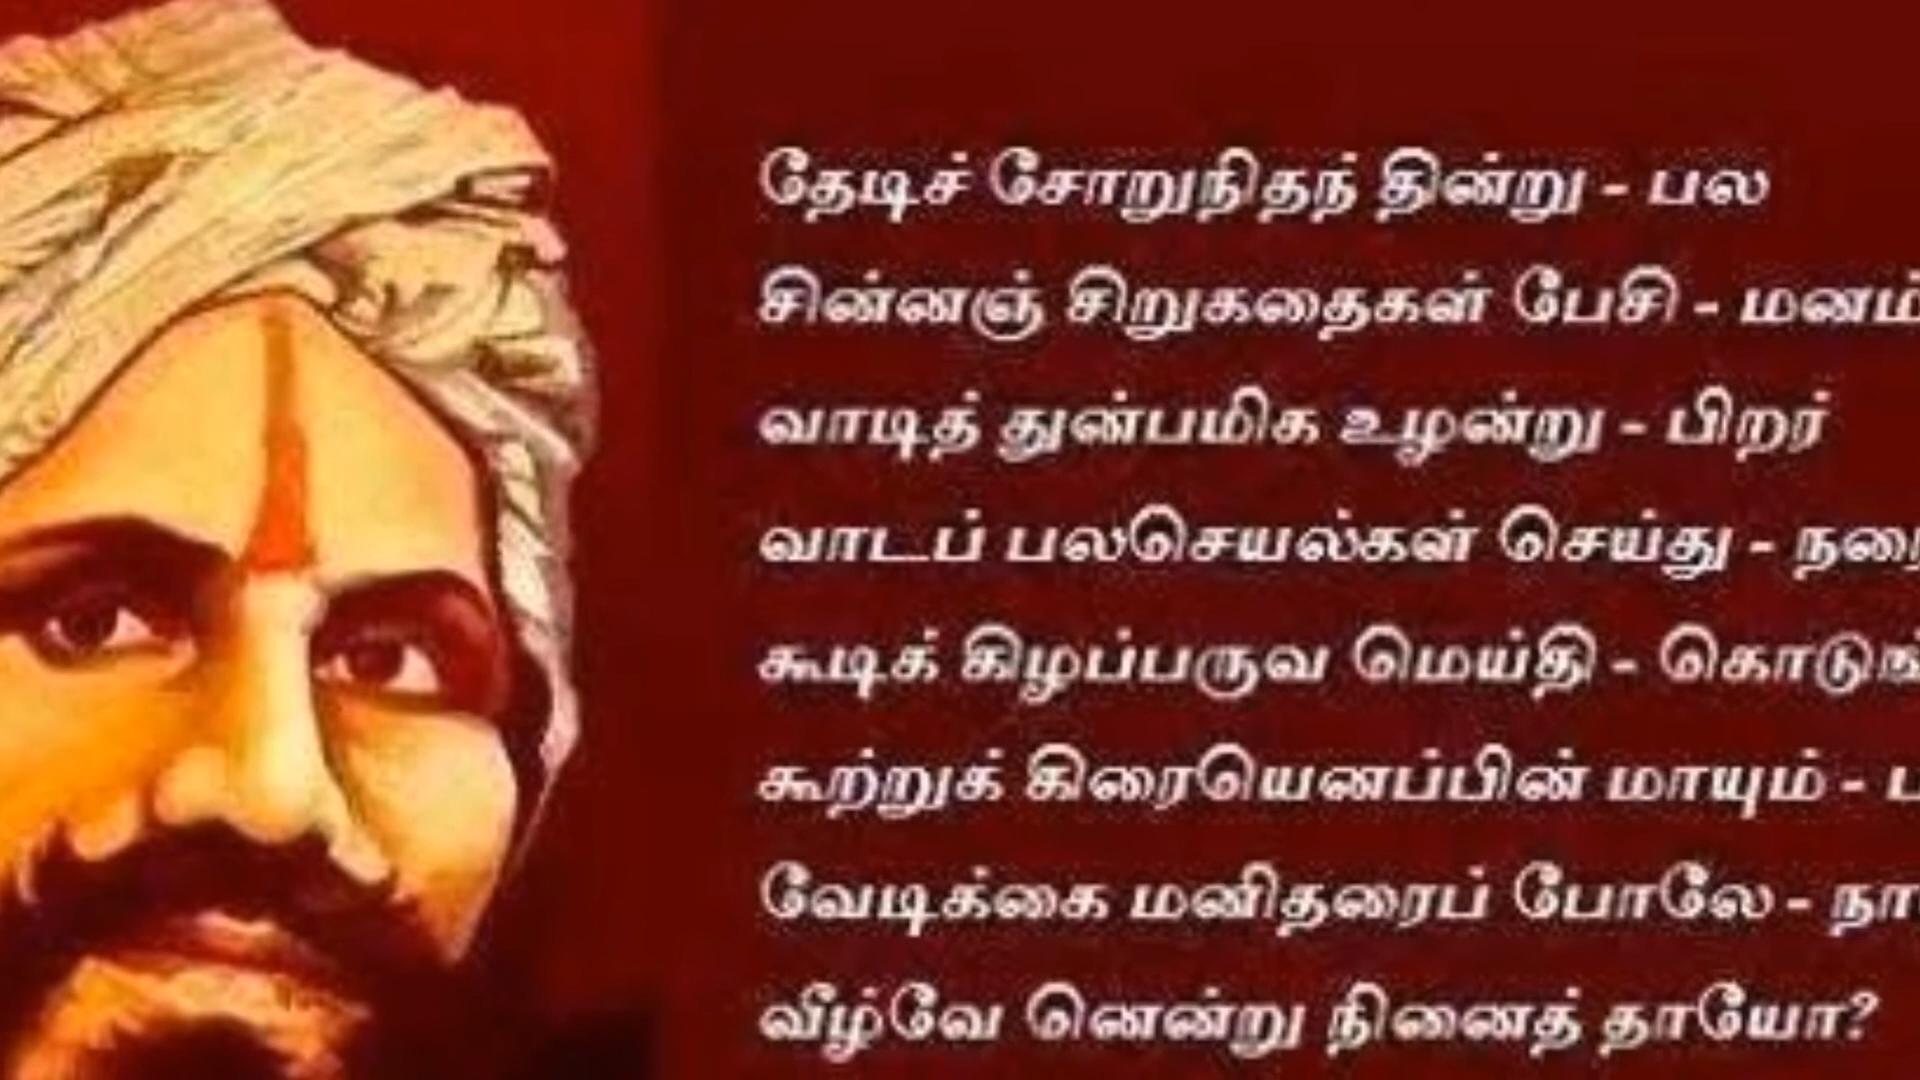 தேடிச் சோறுநிதந் தின்று - பல
சின்னஞ் சிறுகதைகள் பேசி - மனம்
வாடித் துன்பமிக உழன்று - பிறர்
வாடப் பலசெயல்கள் செய்து - நரை
கூடிக் கிழப்பருவ மெய்தி - கொடுங்
கூற்றுக் கிரையெனப்பின் மாயும் - ப
வேடிக்கை மனிதரைப் போலே - நா
வீழ்வே னென்று நினைத் தாயோ?